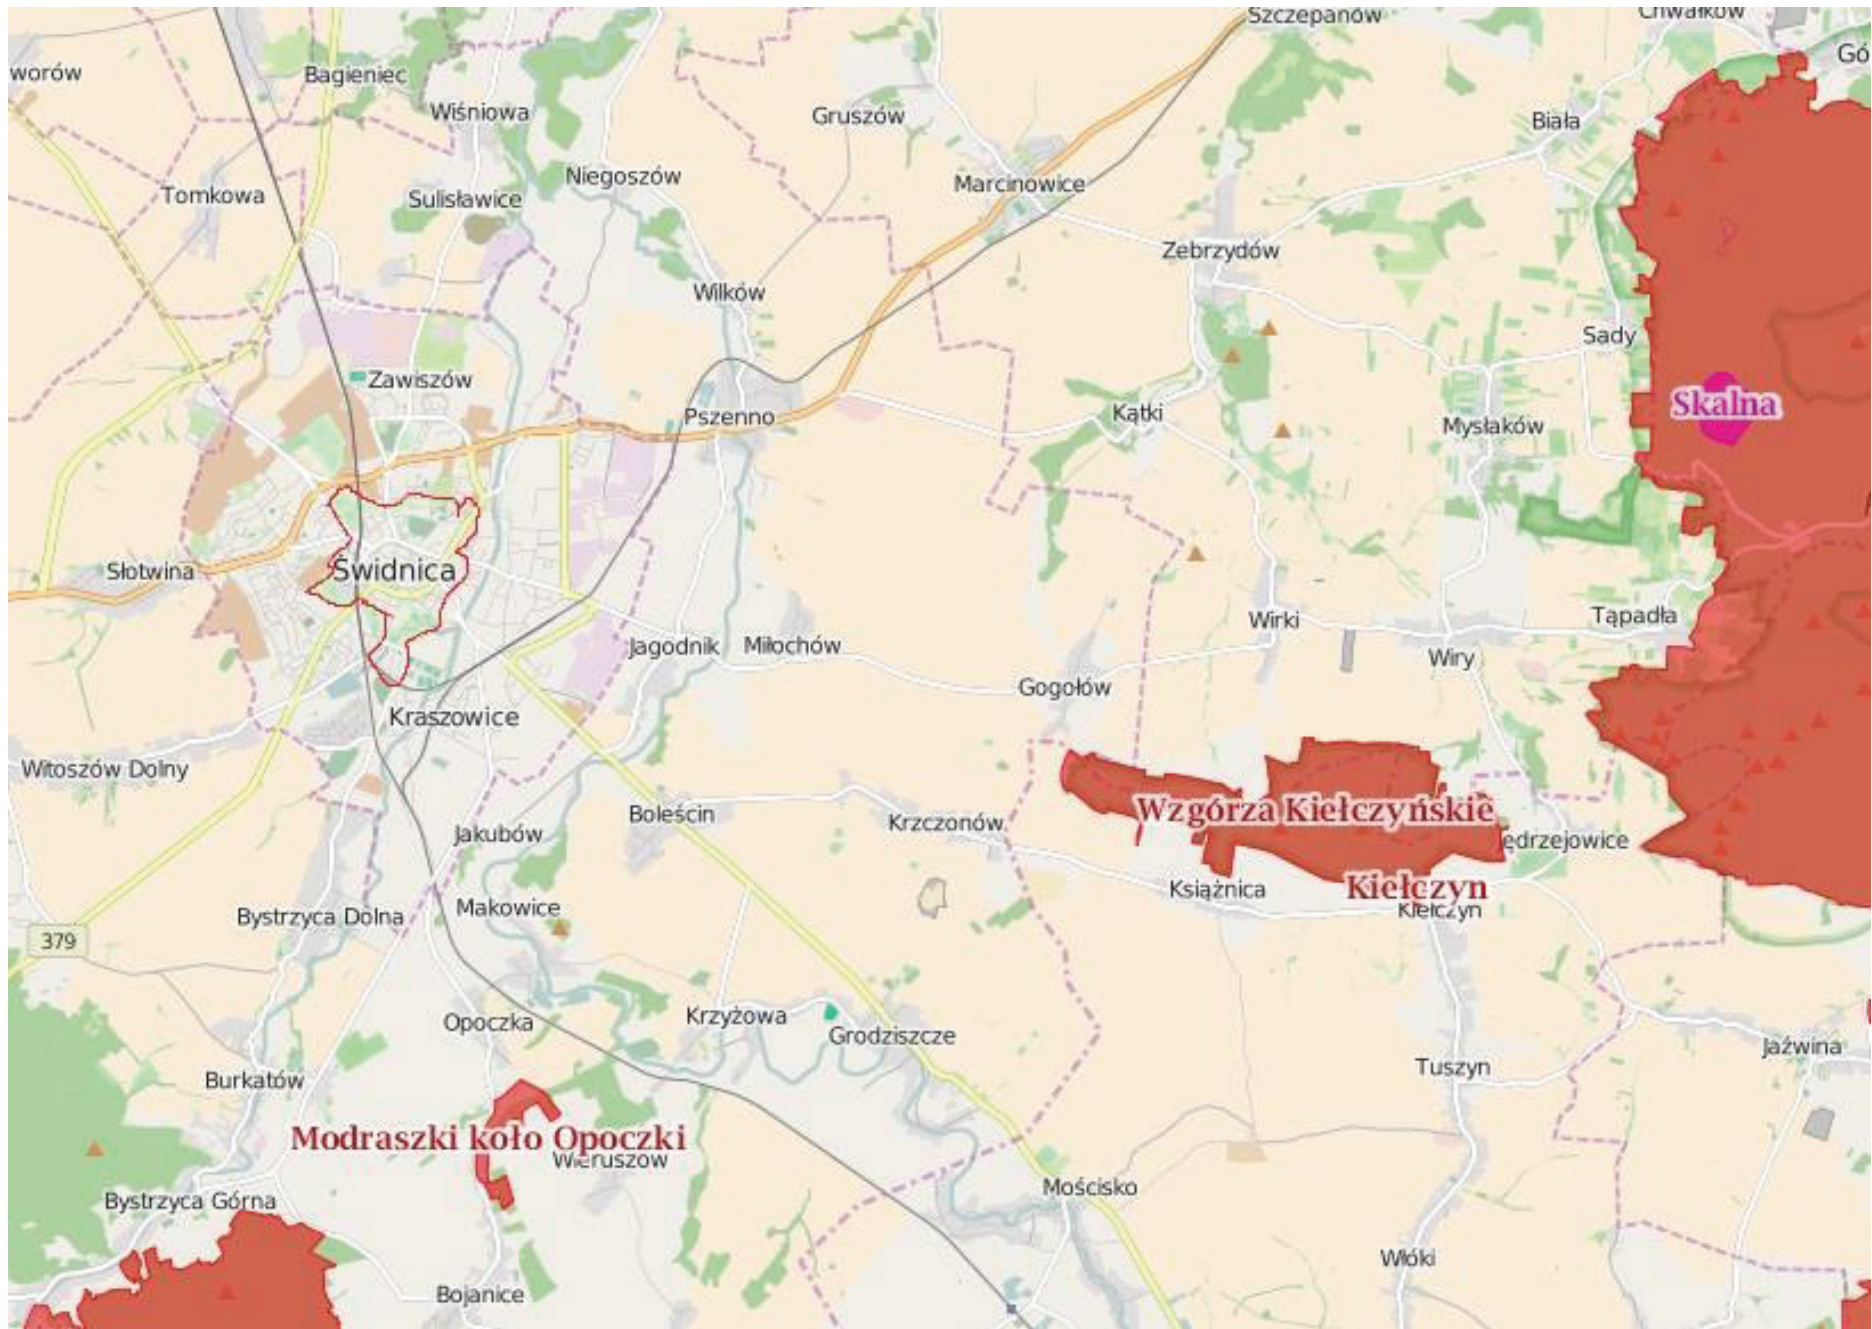 Szczepanów
Chwałków
Gó
worów
Bagieniec
Wiśniowa
Gruszów
Biała
Niegoszów
Marcinowice
Tomkowa
Sulisławice
Zebrzydów
Wilków
Sady
Zawiszów
Skalna
Pszenno
Kątki
Mysłaków
Słotwina
Świdnica
Wirki
Tąpadła
Jagodnik
Miłochów
Wiry
Gogołów
Kraszowice
Witoszów Dolny
Wzgórza Kiełczyńskie
Boleścin
Krzczonów
Jakubów
ędrzejowice
Książnica
Kiełczyn
Kiełczyn
Makowice
Bystrzyca Dolna
379
Opoczka
Krzyżowa
Grodziszcze
Jaźwina
Tuszyn
Burkatów
Modraszki koło Opoczki
Wieruszów
Mościsko
Bystrzyca Górna
Włóki
Bojanice